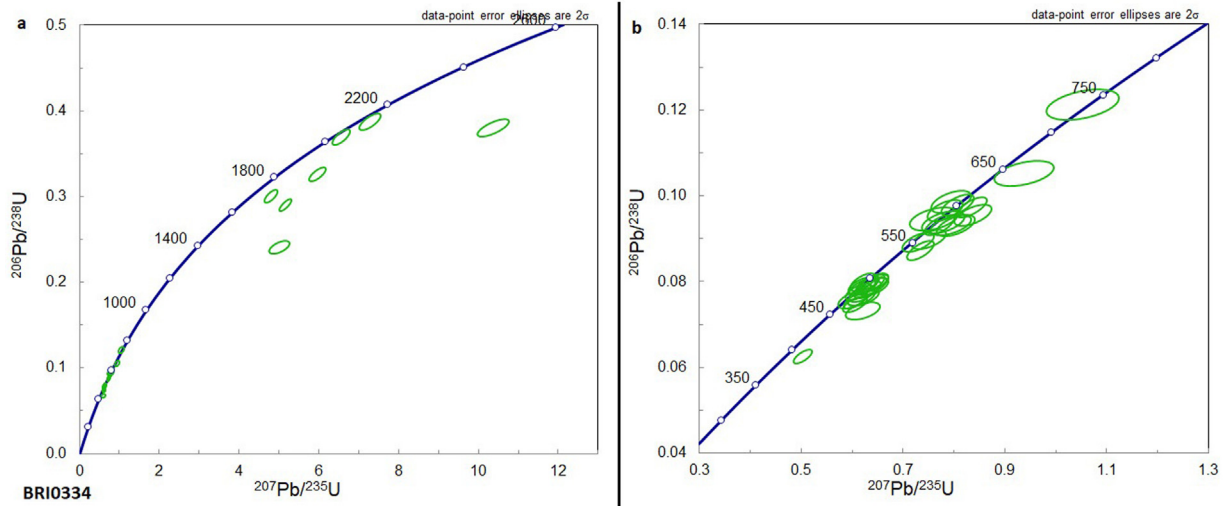 a
data-point error ellipses are 2σ
2600
0.5
2200
0.4
1800
0.3
1400
0.2
1000
0.1
0.0
0 2 4 6 8 10 12
²⁰⁶Pb/²³⁸U
²⁰⁷Pb/²³⁵U
BRI0334
b
data-point error ellipses are 2σ
0.14
750
0.12
650
0.10
550
0.08
450
0.06
350
0.04
0.3 0.5 0.7 0.9 1.1 1.3
²⁰⁶Pb/²³⁸U
²⁰⁷Pb/²³⁵U